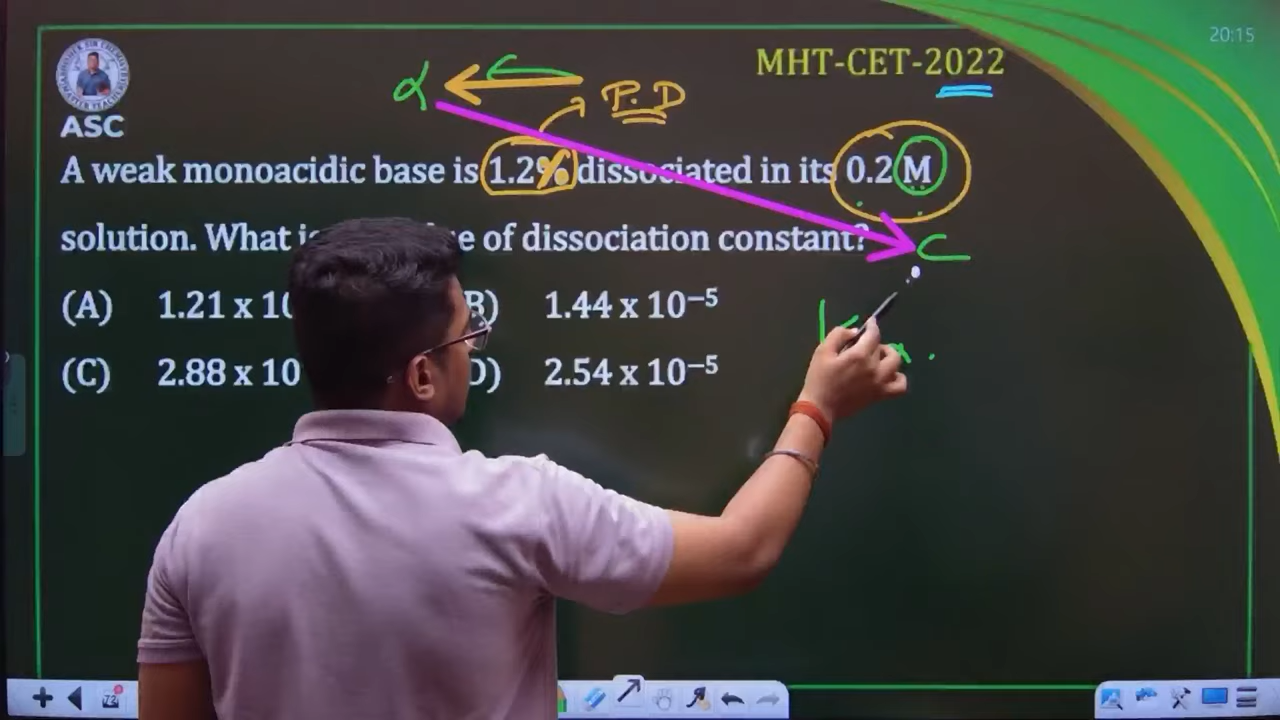 20:15
MHT-CET-2022
ASC
α
C
P.D
A weak monoacidic base is 1.2% dissociated in its 0.2 M
solution. What of dissociation constant?
C
(A) 1.21 x 10 B) 1.44 x 10⁻⁵
(C) 2.88 x 10 D) 2.54 x 10⁻⁵
72